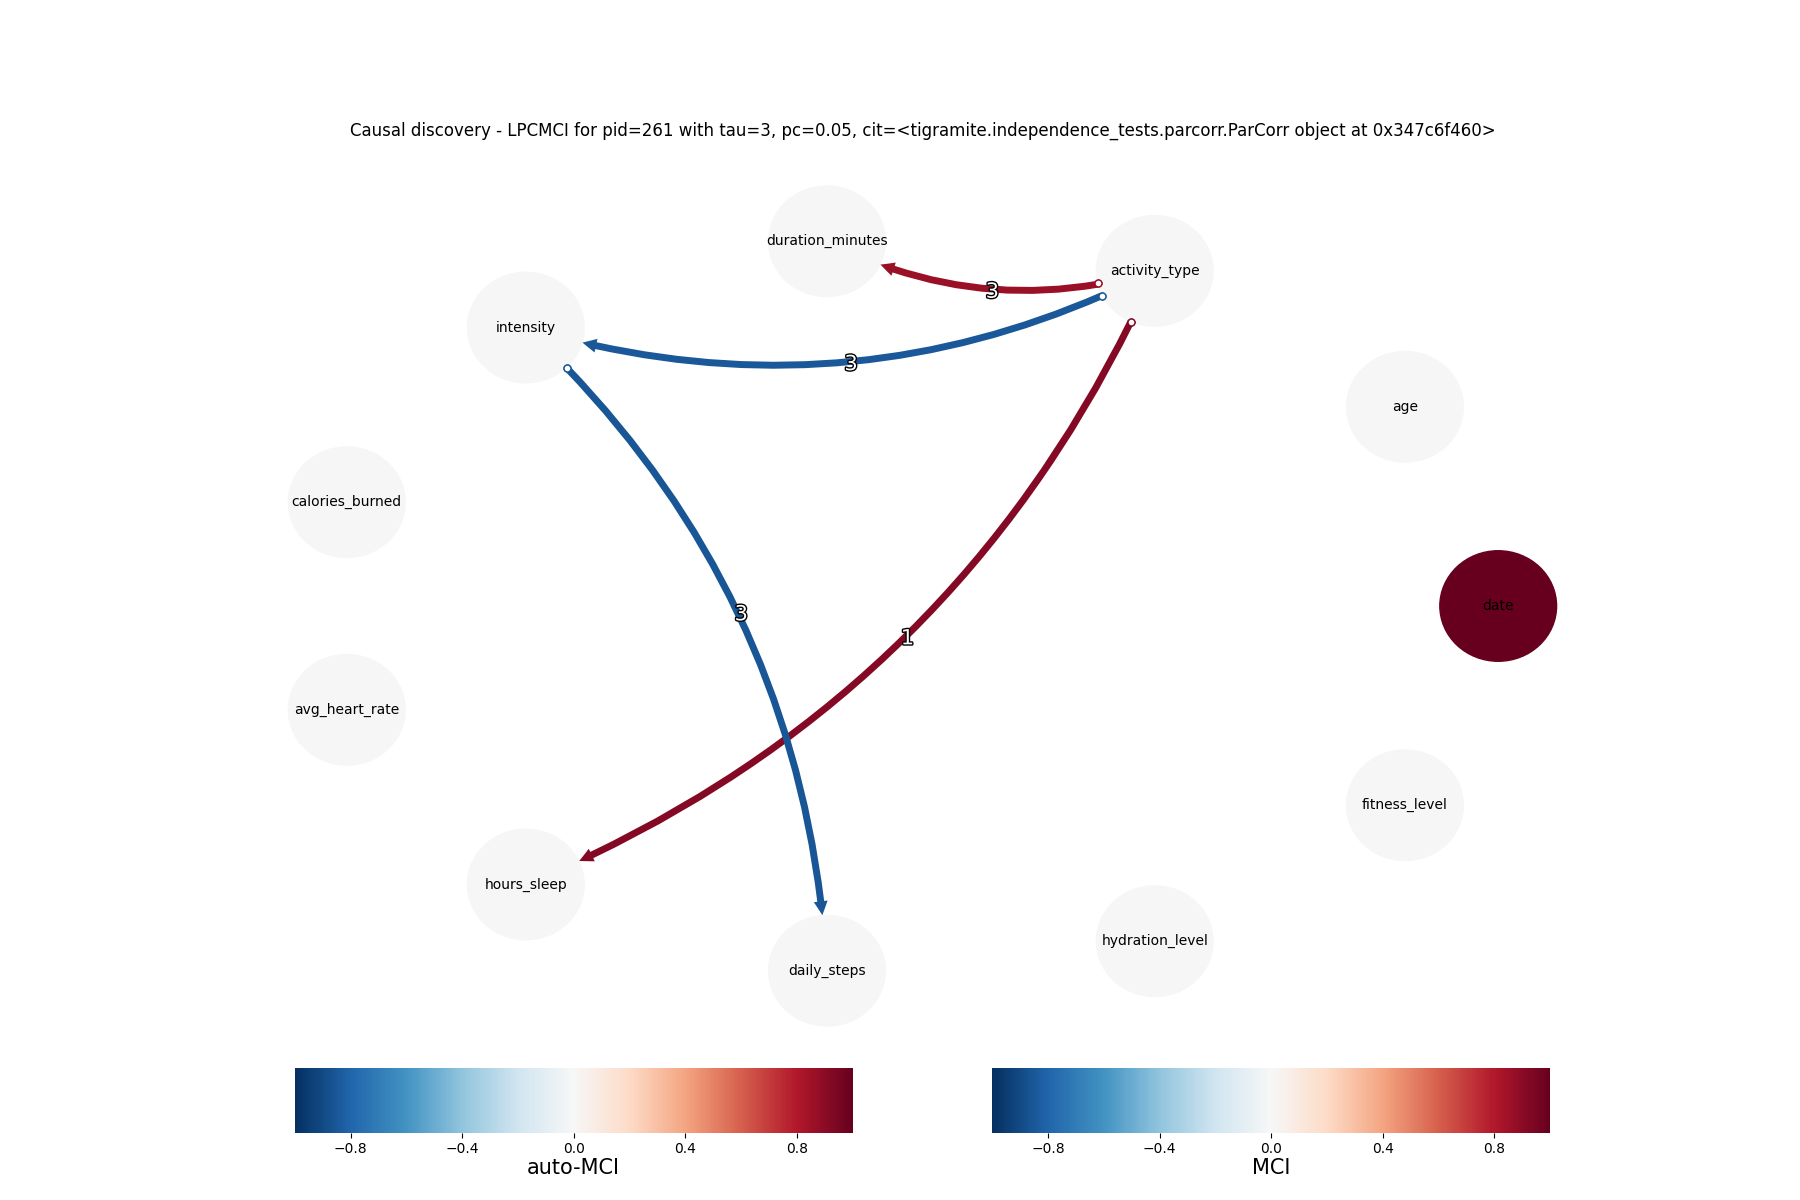 Causal discovery - LPCMCI for pid=261 with tau=3, pc=0.05, cit=<tigramite.independence_tests.parcorr.ParCorr object at 0x347c6f460>
duration_minutes
activity_type
3
intensity
3
age
calories_burned
date
3
1
avg_heart_rate
fitness_level
hours_sleep
hydration_level
daily_steps
−0.8 −0.4 0.0 0.4 0.8
auto-MCI
−0.8 −0.4 0.0 0.4 0.8
MCI